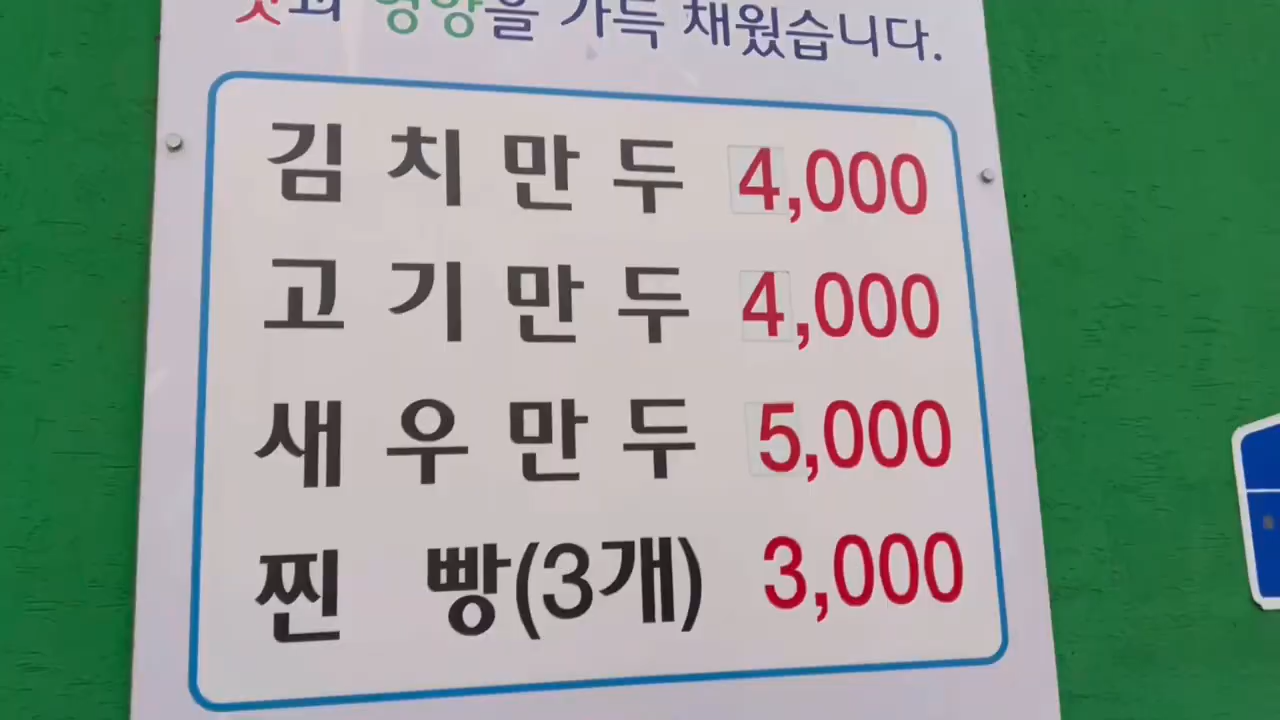 맛과 영양을 가득 채웠습니다.
김치만두 4,000
고기만두 4,000
새우만두 5,000
찐 빵(3개) 3,000